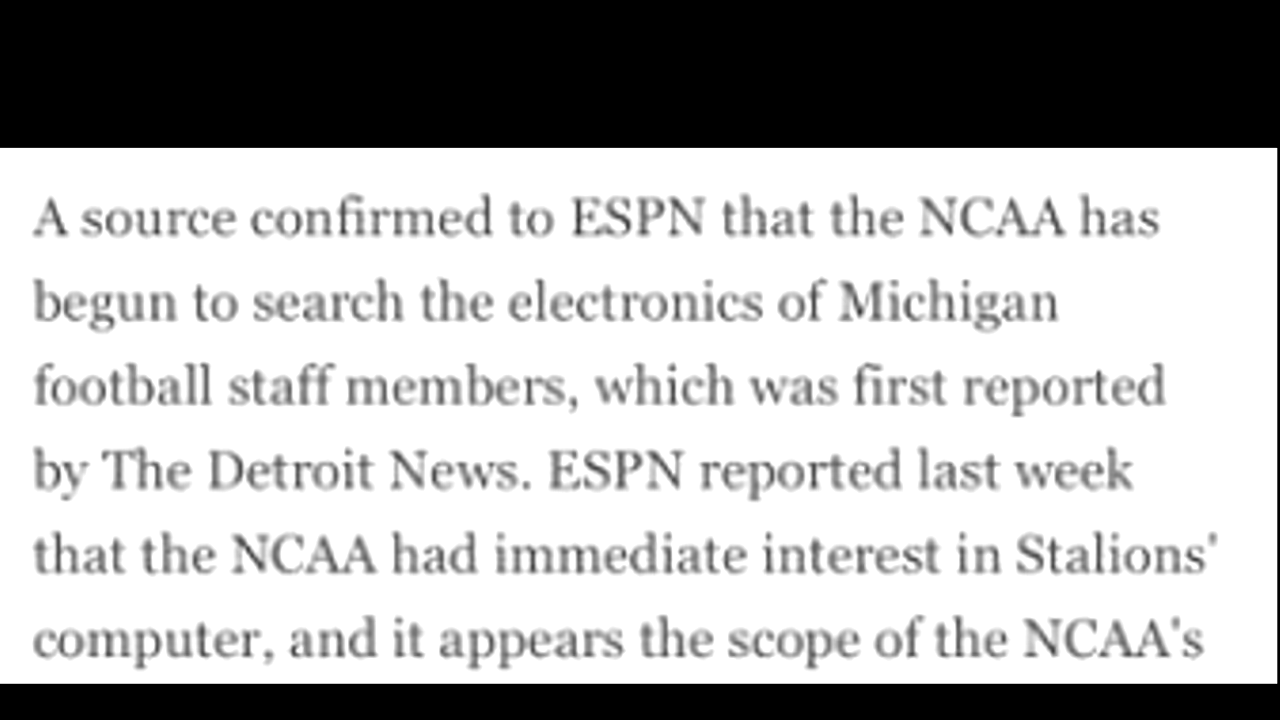 A source confirmed to ESPN that the NCAA has
begun to search the electronics of Michigan
football staff members, which was first reported
by The Detroit News. ESPN reported last week
that the NCAA had immediate interest in Stalions'
computer, and it appears the scope of the NCAA's